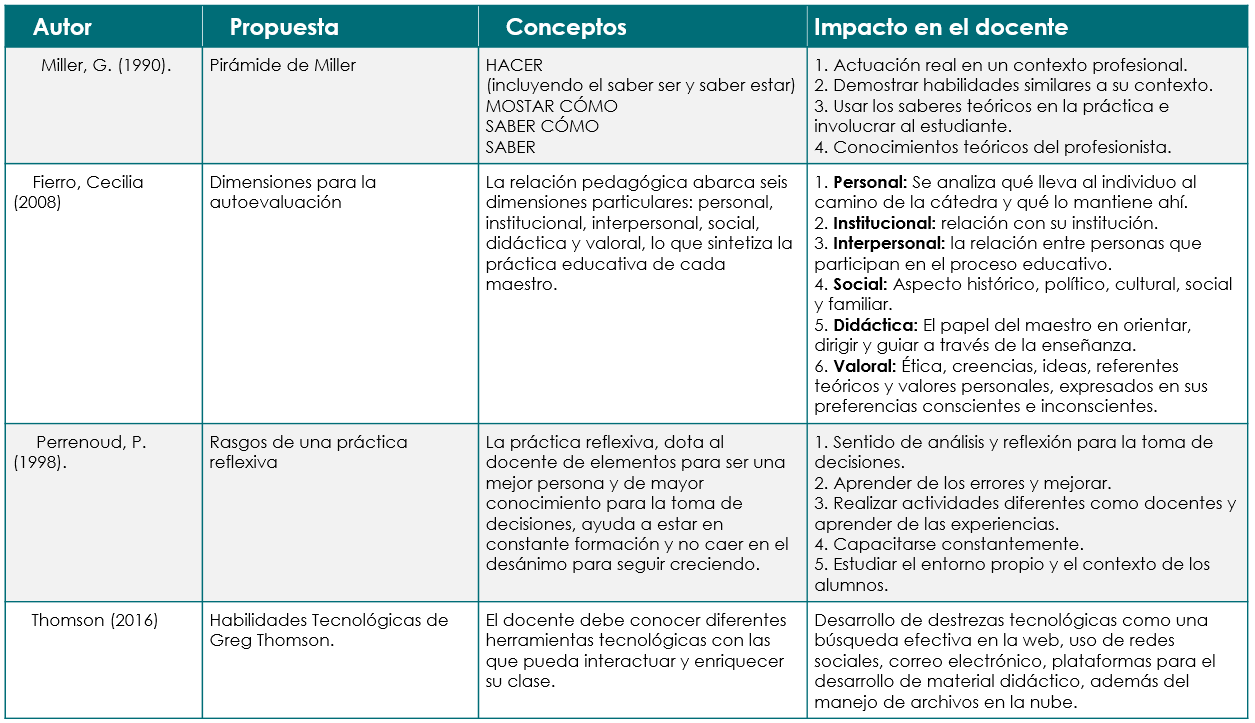 Autor
Propuesta
Conceptos
Impacto en el docente
Miller, G. (1990).
Pirámide de Miller
HACER
(incluyendo el saber ser y saber estar)
MOSTAR CÓMO
SABER CÓMO
SABER
1. Actuación real en un contexto profesional.
2. Demostrar habilidades similares a su contexto.
3. Usar los saberes teóricos en la práctica e
involucrar al estudiante.
4. Conocimientos teóricos del profesionista.
Fierro, Cecilia
(2008)
Dimensiones para la
autoevaluación
La relación pedagógica abarca seis
dimensiones particulares: personal,
institucional, interpersonal, social,
didáctica y valoral, lo que sintetiza la
práctica educativa de cada
maestro.
1. Personal: Se analiza qué lleva al individuo al
camino de la cátedra y qué lo mantiene ahí.
2. Institucional: relación con su institución.
3. Interpersonal: la relación entre personas que
participan en el proceso educativo.
4. Social: Aspecto histórico, político, cultural, social
y familiar.
5. Didáctica: El papel del maestro en orientar,
dirigir y guiar a través de la enseñanza.
6. Valoral: Ética, creencias, ideas, referentes
teóricos y valores personales, expresados en sus
preferencias conscientes e inconscientes.
Perrenoud, P.
(1998).
Rasgos de una práctica
reflexiva
La práctica reflexiva, dota al
docente de elementos para ser una
mejor persona y de mayor
conocimiento para la toma de
decisiones, ayuda a estar en
constante formación y no caer en el
desánimo para seguir creciendo.
1. Sentido de análisis y reflexión para la toma de
decisiones.
2. Aprender de los errores y mejorar.
3. Realizar actividades diferentes como docentes y
aprender de las experiencias.
4. Capacitarse constantemente.
5. Estudiar el entorno propio y el contexto de los
alumnos.
Thomson (2016)
Habilidades Tecnológicas de
Greg Thomson.
El docente debe conocer diferentes
herramientas tecnológicas con las
que pueda interactuar y enriquecer
su clase.
Desarrollo de destrezas tecnológicas como una
búsqueda efectiva en la web, uso de redes
sociales, correo electrónico, plataformas para el
desarrollo de material didáctico, además del
manejo de archivos en la nube.